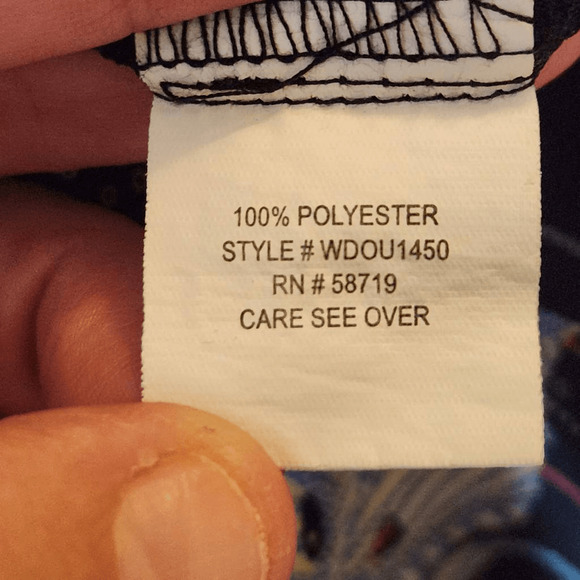 100% POLYESTER
STYLE # WDOU1450
RN # 58719
CARE SEE OVER